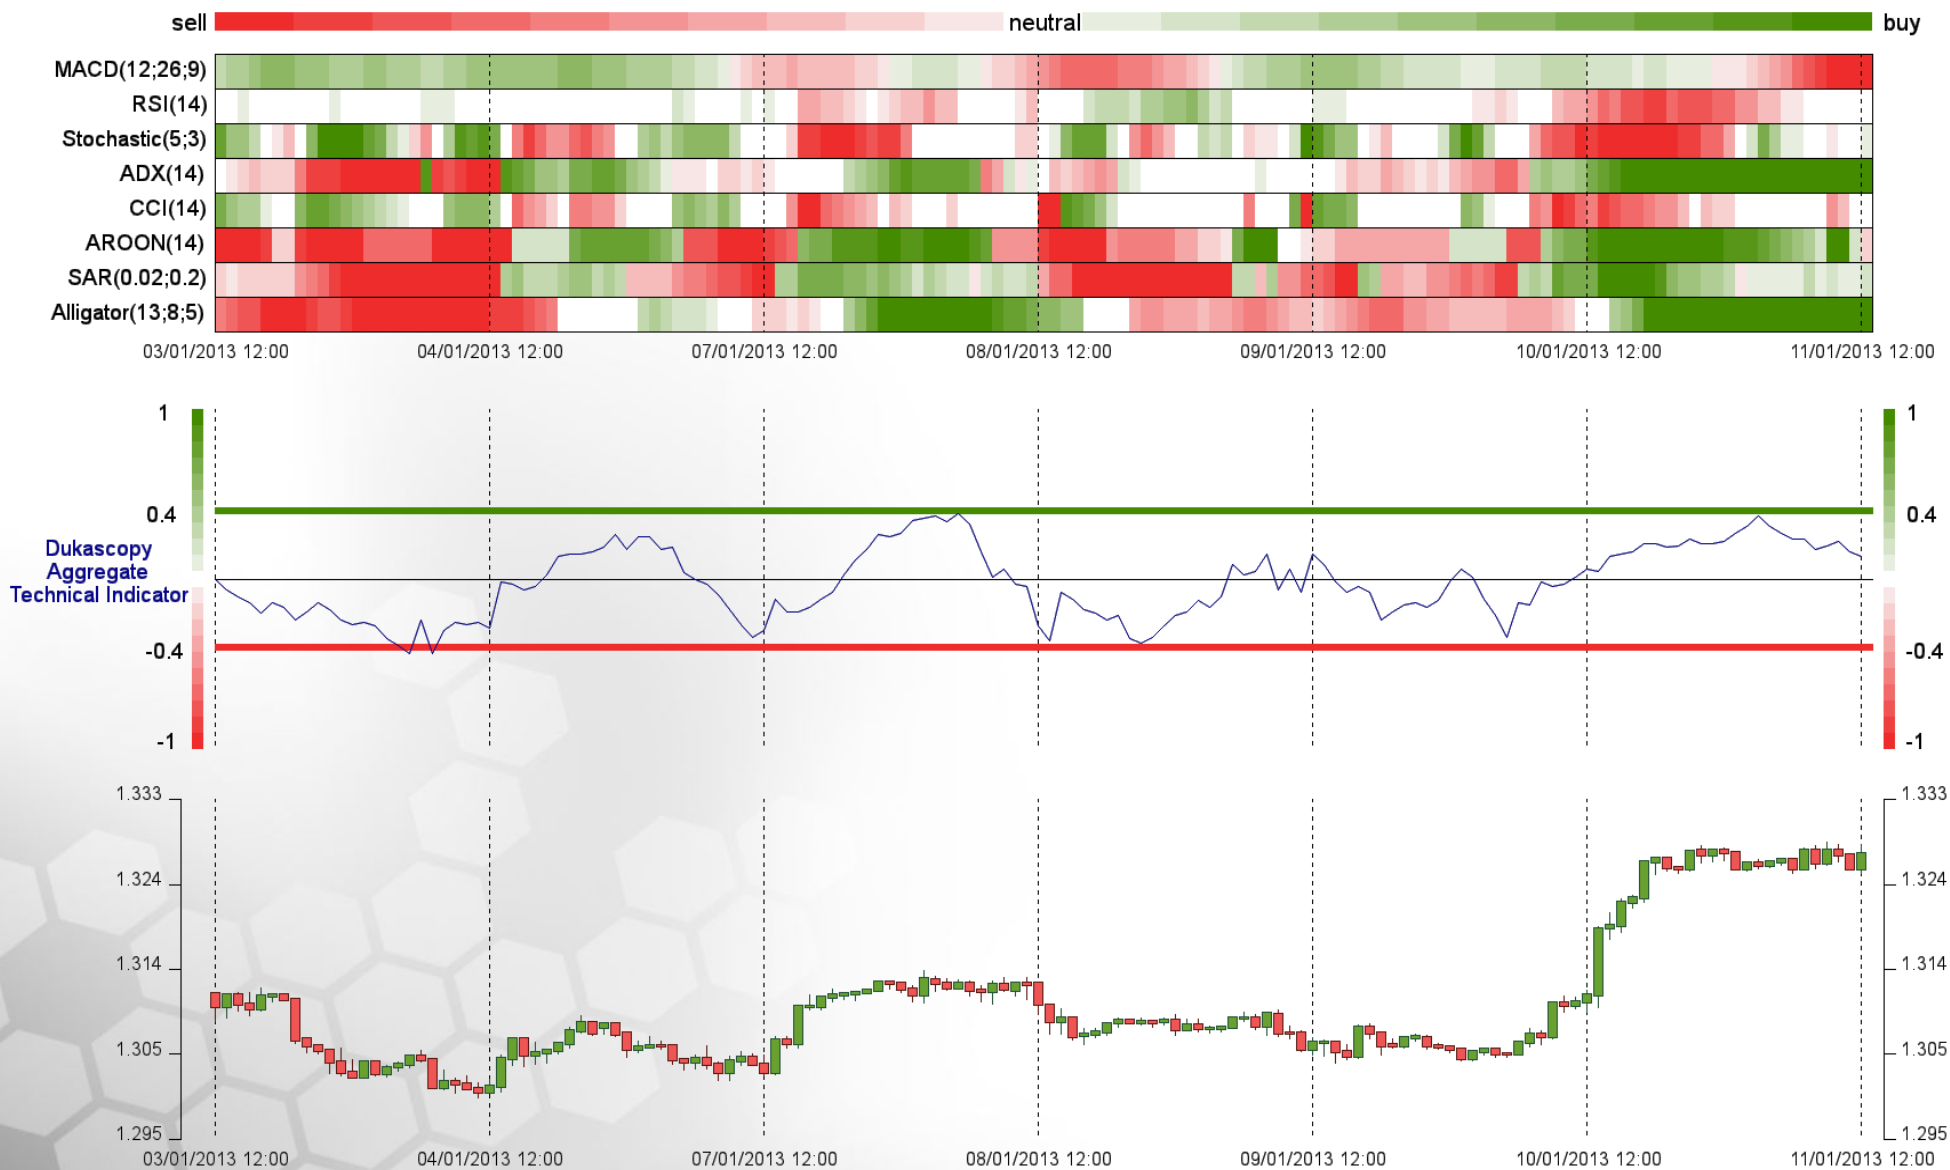 sell neutral buy
MACD(12;26;9)
RSI(14)
Stochastic(5;3)
ADX(14)
CCI(14)
AROON(14)
SAR(0.02;0.2)
Alligator(13;8;5)
03/01/2013 12:00 04/01/2013 12:00 07/01/2013 12:00 08/01/2013 12:00 09/01/2013 12:00 10/01/2013 12:00 11/01/2013 12:00
1 1
0.4 0.4
Dukascopy
Aggregate
Technical Indicator
-0.4 -0.4
-1 -1
1.333 1.333
1.324 1.324
1.314 1.314
1.305 1.305
1.295 1.295
03/01/2013 12:00 04/01/2013 12:00 07/01/2013 12:00 08/01/2013 12:00 09/01/2013 12:00 10/01/2013 12:00 11/01/2013 12:00